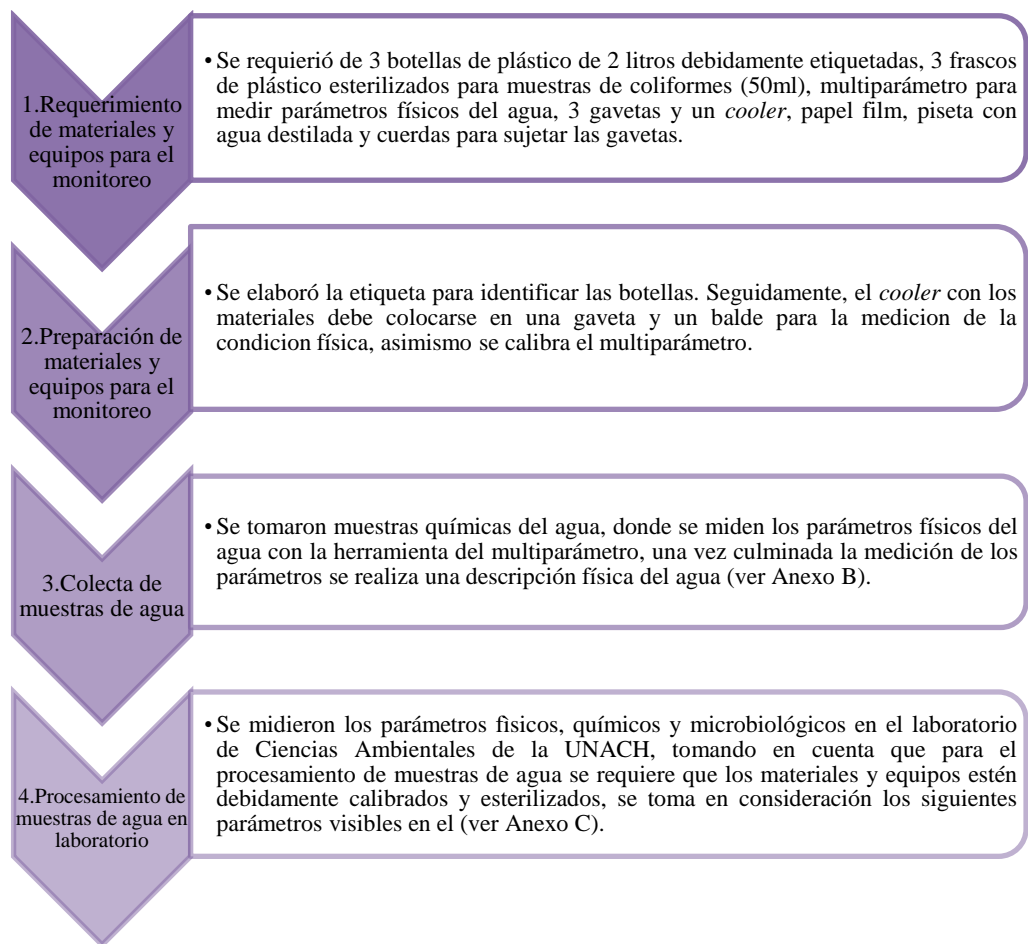 1.Requerimiento
de materiales y
equipos para el
monitoreo
• Se requierió de 3 botellas de plástico de 2 litros debidamente etiquetadas, 3 frascos
de plástico esterilizados para muestras de coliformes (50ml), multiparámetro para
medir parámetros físicos del agua, 3 gavetas y un cooler, papel film, piseta con
agua destilada y cuerdas para sujetar las gavetas.
2.Preparación de
materiales y
equipos para el
monitoreo
• Se elaboró la etiqueta para identificar las botellas. Seguidamente, el cooler con los
materiales debe colocarse en una gaveta y un balde para la medicion de la
condicion física, asimismo se calibra el multiparámetro.
3.Colecta de
muestras de agua
• Se tomaron muestras químicas del agua, donde se miden los parámetros físicos del
agua con la herramienta del multiparámetro, una vez culminada la medición de los
parámetros se realiza una descripción física del agua (ver Anexo B).
4.Procesamiento de
muestras de agua en
laboratorio
• Se midieron los parámetros fìsicos, químicos y microbiológicos en el laboratorio
de Ciencias Ambientales de la UNACH, tomando en cuenta que para el
procesamiento de muestras de agua se requiere que los materiales y equipos estén
debidamente calibrados y esterilizados, se toma en consideración los siguientes
parámetros visibles en el (ver Anexo C).